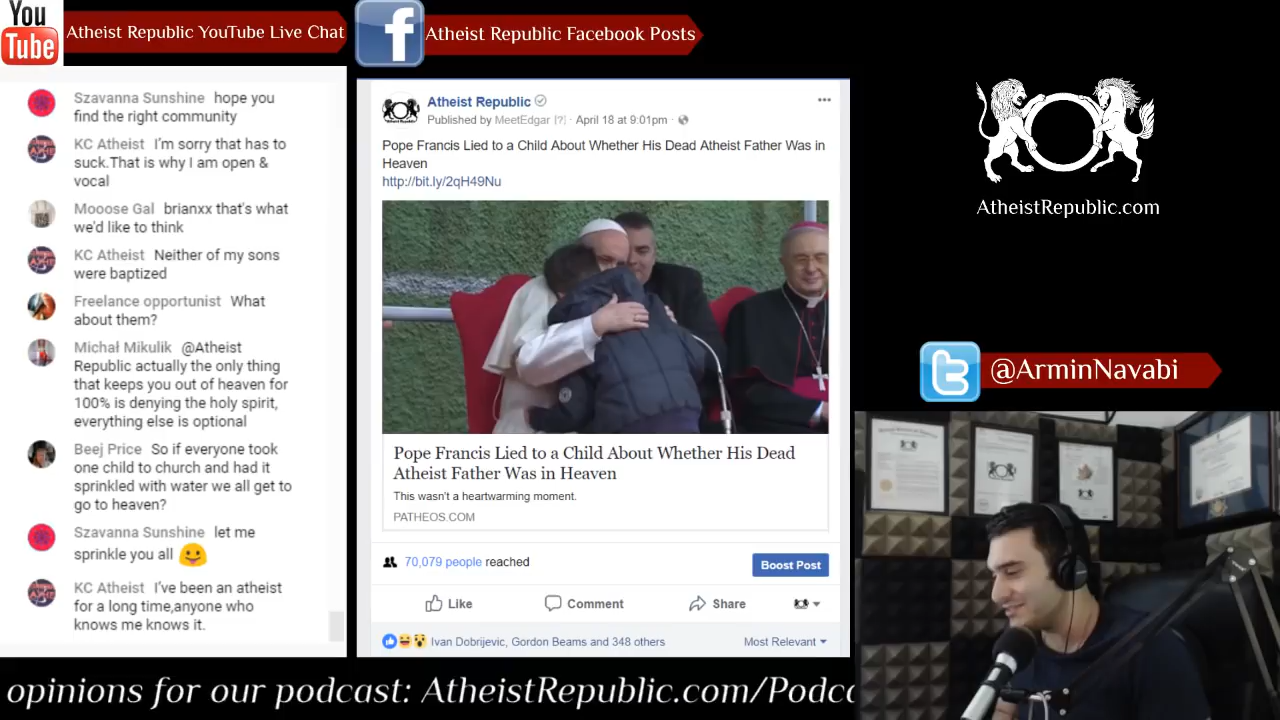 You
Tube
Atheist Republic YouTube Live Chat
Szavanna Sunshine hope you
find the right community
KC Atheist I'm sorry that has to
suck.That is why I am open &
vocal
Mooose Gal brianxx that's what
we'd like to think
KC Atheist Neither of my sons
were baptized
Freelance opportunist What
about them?
Michał Mikulik @Atheist
Republic actually the only thing
that keeps you out of heaven for
100% is denying the holy spirit,
everything else is optional
Beej Price So if everyone took
one child to church and had it
sprinkled with water we all get to
go to heaven?
Szavanna Sunshine let me
sprinkle you all
KC Atheist I've been an atheist
for a long time,anyone who
knows me knows it.
f
Atheist Republic Facebook Posts
Atheist Republic
Published by MeetEdgar [?] · April 18 at 9:01pm ·
Pope Francis Lied to a Child About Whether His Dead Atheist Father Was in
Heaven
http://bit.ly/2qH49Nu
Pope Francis Lied to a Child About Whether His Dead
Atheist Father Was in Heaven
This wasn't a heartwarming moment.
PATHEOS.COM
70,079 people reached
Boost Post
Like
Comment
Share
Ivan Dobrijevic, Gordon Beams and 348 others
Most Relevant
AtheistRepublic.com
@ArminNavabi
opinions for our podcast: AtheistRepublic.com/Podca